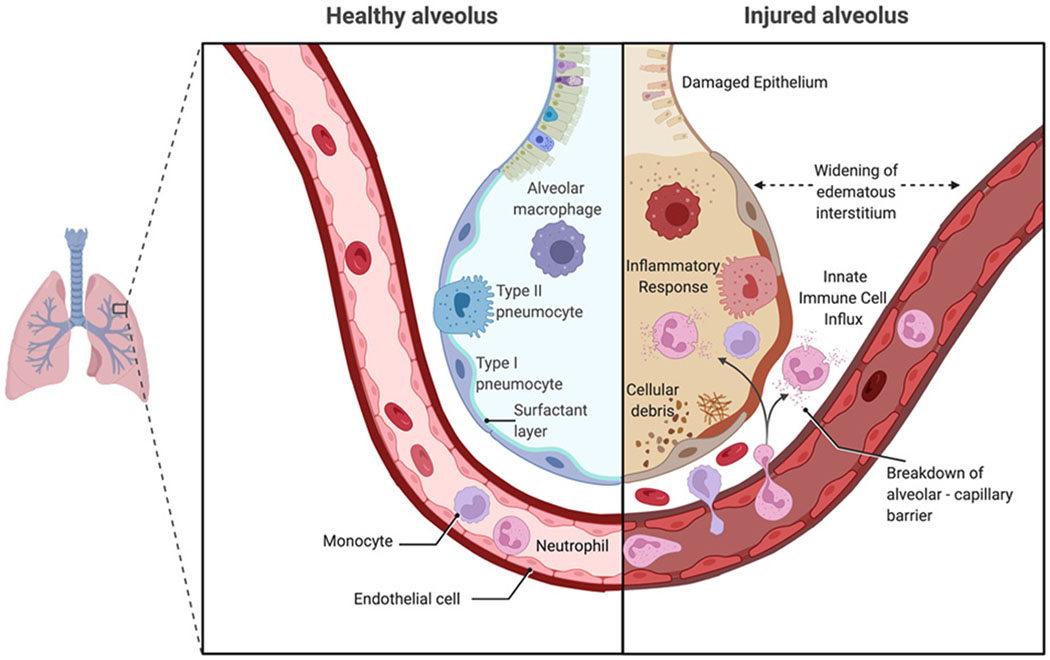 Healthy alveolus
Injured alveolus
Alveolar
macrophage
Type II
pneumocyte
Type I
pneumocyte
Surfactant
layer
Monocyte
Neutrophil
Endothelial cell
Damaged Epithelium
Widening of
edematous
interstitium
Inflammatory
Response
Innate
Immune Cell
Influx
Cellular
debris
Breakdown of
alveolar - capillary
barrier